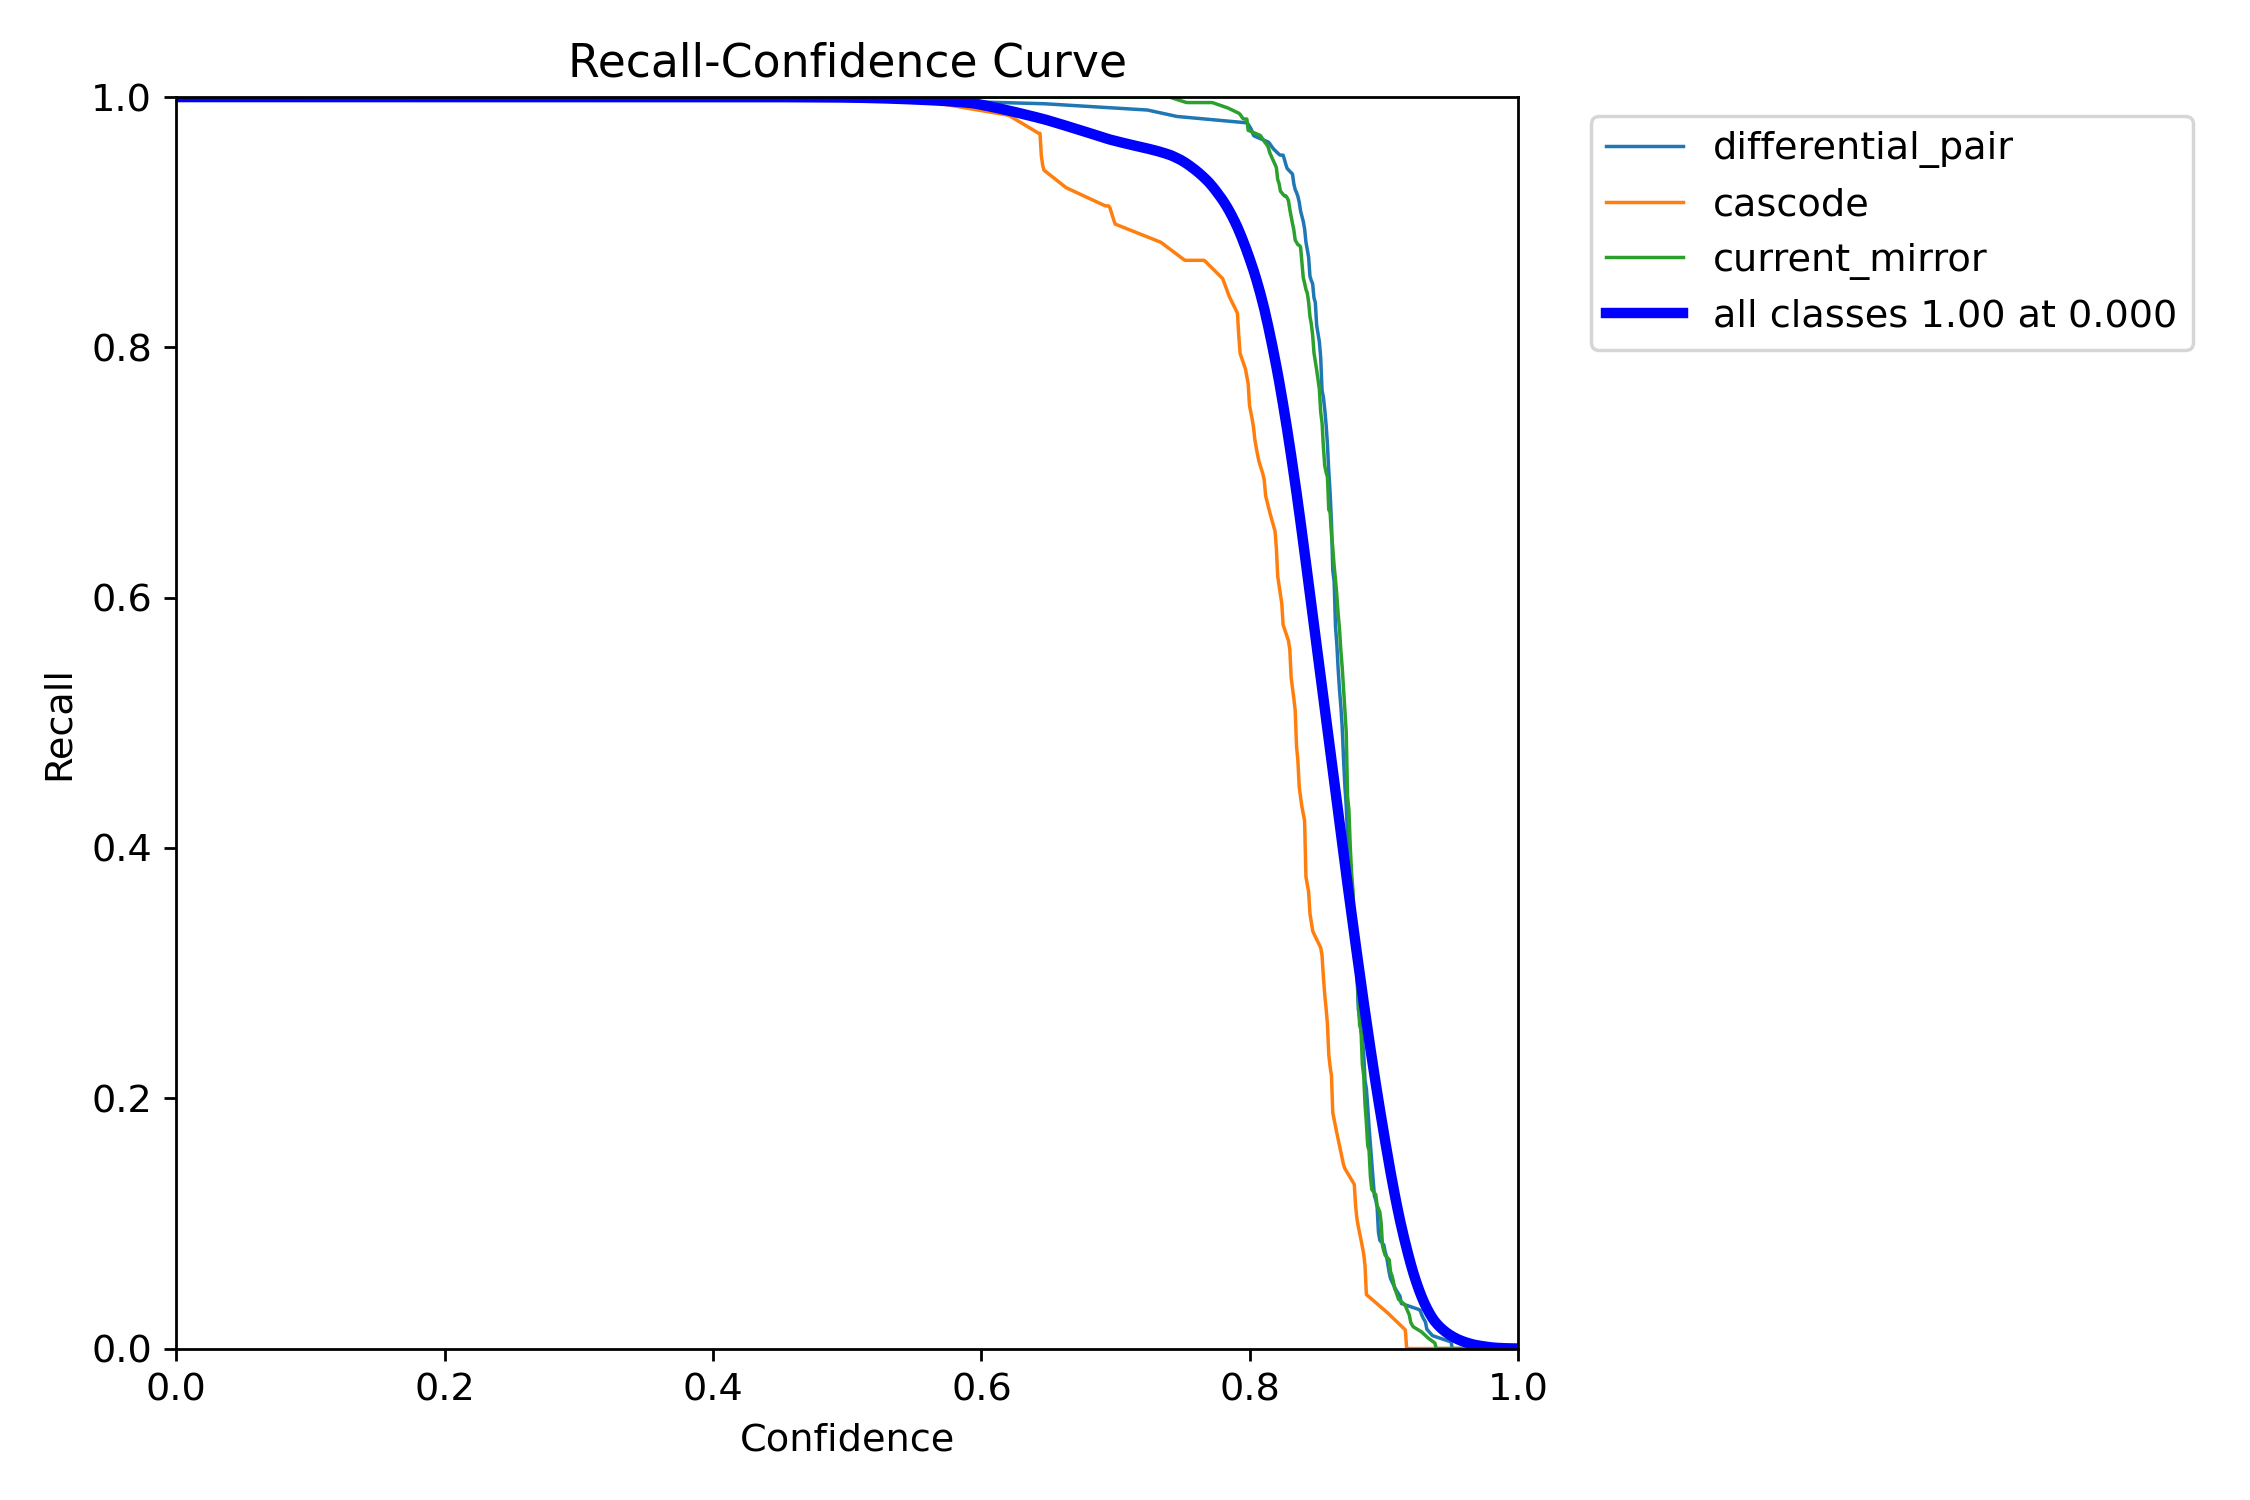 Recall-Confidence Curve
1.0
0.8
0.6
0.4
0.2
0.0
Recall
0.0 0.2 0.4 0.6 0.8 1.0
Confidence
differential_pair
cascode
current_mirror
all classes 1.00 at 0.000